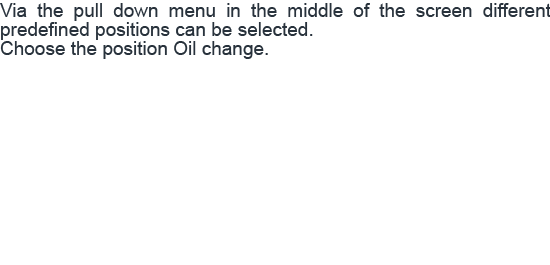 Via the pull down menu in the middle of the screen different
predefined positions can be selected.
Choose the position Oil change.